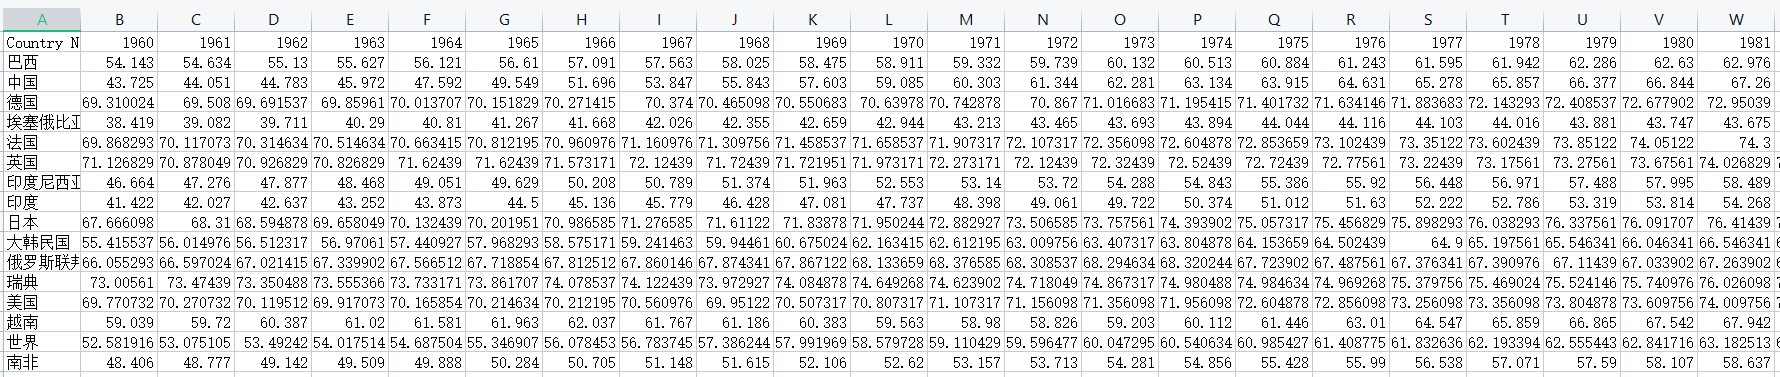 A B C D E F G H I J K L M N O P Q R S T U V W
Country N 1960 1961 1962 1963 1964 1965 1966 1967 1968 1969 1970 1971 1972 1973 1974 1975 1976 1977 1978 1979 1980 1981
巴西 54.143 54.634 55.13 55.627 56.121 56.61 57.091 57.563 58.025 58.475 58.911 59.332 59.739 60.132 60.513 60.884 61.243 61.595 61.942 62.286 62.63 62.976
中国 43.725 44.051 44.783 45.972 47.592 49.549 51.696 53.847 55.843 57.603 59.085 60.303 61.344 62.281 63.134 63.915 64.631 65.278 65.857 66.377 66.844 67.26
德国 69.310024 69.508 69.691537 69.85961 70.013707 70.151829 70.271415 70.374 70.465098 70.550683 70.63978 70.742878 70.867 71.016683 71.195415 71.401732 71.634146 71.883683 72.143293 72.408537 72.677902 72.95039
埃塞俄比亚 38.419 39.082 39.711 40.29 40.81 41.267 41.668 42.026 42.355 42.659 42.944 43.213 43.465 43.693 43.894 44.044 44.116 44.103 44.016 43.881 43.747 43.675
法国 69.868293 70.117073 70.314634 70.514634 70.663415 70.812195 70.960976 71.160976 71.309756 71.458537 71.658537 71.907317 72.107317 72.356098 72.604878 72.853659 73.102439 73.35122 73.602439 73.85122 74.05122 74.3
英国 71.126829 70.878049 70.926829 70.826829 71.62439 71.62439 71.573171 72.12439 71.72439 71.721951 71.973171 72.273171 72.12439 72.32439 72.52439 72.72439 72.77561 73.22439 73.17561 73.27561 73.67561 74.026829
印度尼西亚 46.664 47.276 47.877 48.468 49.051 49.629 50.208 50.789 51.374 51.963 52.553 53.14 53.72 54.288 54.843 55.386 55.92 56.448 56.971 57.488 57.995 58.489
印度 41.422 42.027 42.637 43.252 43.873 44.5 45.136 45.779 46.428 47.081 47.737 48.398 49.061 49.722 50.374 51.012 51.63 52.222 52.786 53.319 53.814 54.268
日本 67.666098 68.31 68.594878 69.658049 70.132439 70.201951 70.986585 71.276585 71.61122 71.83878 71.950244 72.882927 73.506585 73.757561 74.393902 75.057317 75.456829 75.898293 76.038293 76.337561 76.091707 76.41439
大韩民国 55.415537 56.014976 56.512317 56.97061 57.440927 57.968293 58.575171 59.241463 59.94461 60.675024 62.163415 62.612195 63.009756 63.407317 63.804878 64.153659 64.502439 64.9 65.197561 65.546341 66.046341 66.546341
俄罗斯联邦 66.055293 66.597024 67.021415 67.339902 67.566512 67.718854 67.812512 67.860146 67.874341 67.867122 68.133659 68.376585 68.308537 68.294634 68.320244 67.723902 67.487561 67.376341 67.390976 67.11439 67.033902 67.263902
瑞典 73.00561 73.47439 73.350488 73.555366 73.733171 73.861707 74.078537 74.122439 73.972927 74.084878 74.649268 74.623902 74.718049 74.867317 74.980488 74.984634 74.969268 75.379756 75.469024 75.524146 75.740976 76.026098
美国 69.770732 70.270732 70.119512 69.917073 70.165854 70.214634 70.212195 70.560976 69.95122 70.507317 70.807317 71.107317 71.156098 71.356098 71.956098 72.604878 72.856098 73.256098 73.356098 73.804878 73.609756 74.009756
越南 59.039 59.72 60.387 61.02 61.581 61.963 62.037 61.767 61.186 60.383 59.563 58.98 58.826 59.203 60.112 61.446 63.01 64.547 65.859 66.865 67.542 67.942
世界 52.581916 53.075105 53.49242 54.017514 54.687504 55.346907 56.078453 56.783745 57.386244 57.991969 58.579728 59.110429 59.596477 60.047295 60.540634 60.985427 61.408775 61.832636 62.193394 62.555443 62.841716 63.182513
南非 48.406 48.777 49.142 49.509 49.888 50.284 50.705 51.148 51.615 52.106 52.62 53.157 53.713 54.281 54.856 55.428 55.99 56.538 57.071 57.59 58.107 58.637